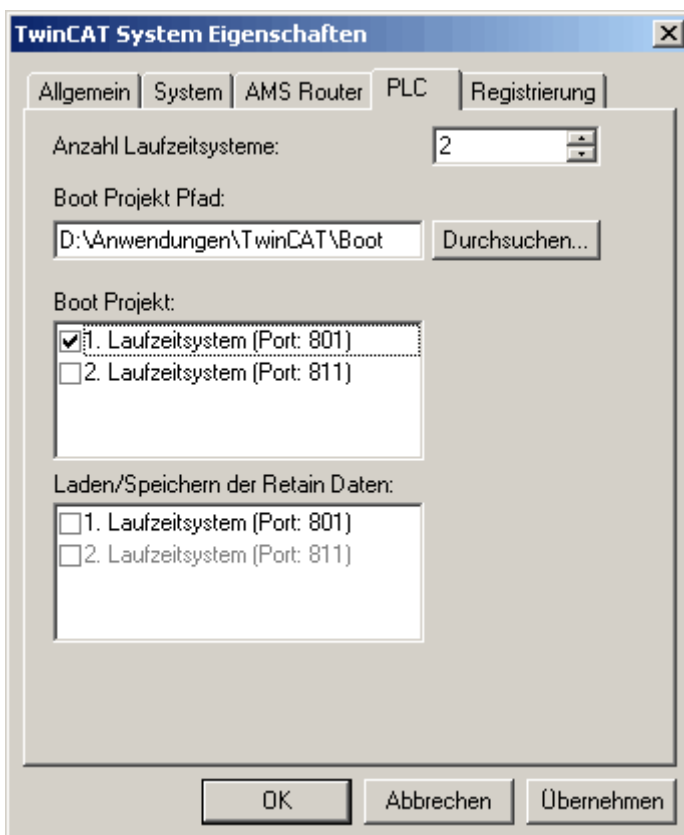 TwinCAT System Eigenschaften
Allgemein System AMS Router PLC Registrierung
Anzahl Laufzeitsysteme: 2
Boot Projekt Pfad:
D:\Anwendungen\TwinCAT\Boot Durchsuchen...
Boot Projekt:
1. Laufzeitsystem (Port: 801)
2. Laufzeitsystem (Port: 811)
Laden/Speichern der Retain Daten:
1. Laufzeitsystem (Port: 801)
2. Laufzeitsystem (Port: 811)
OK Abbrechen Übernehmen